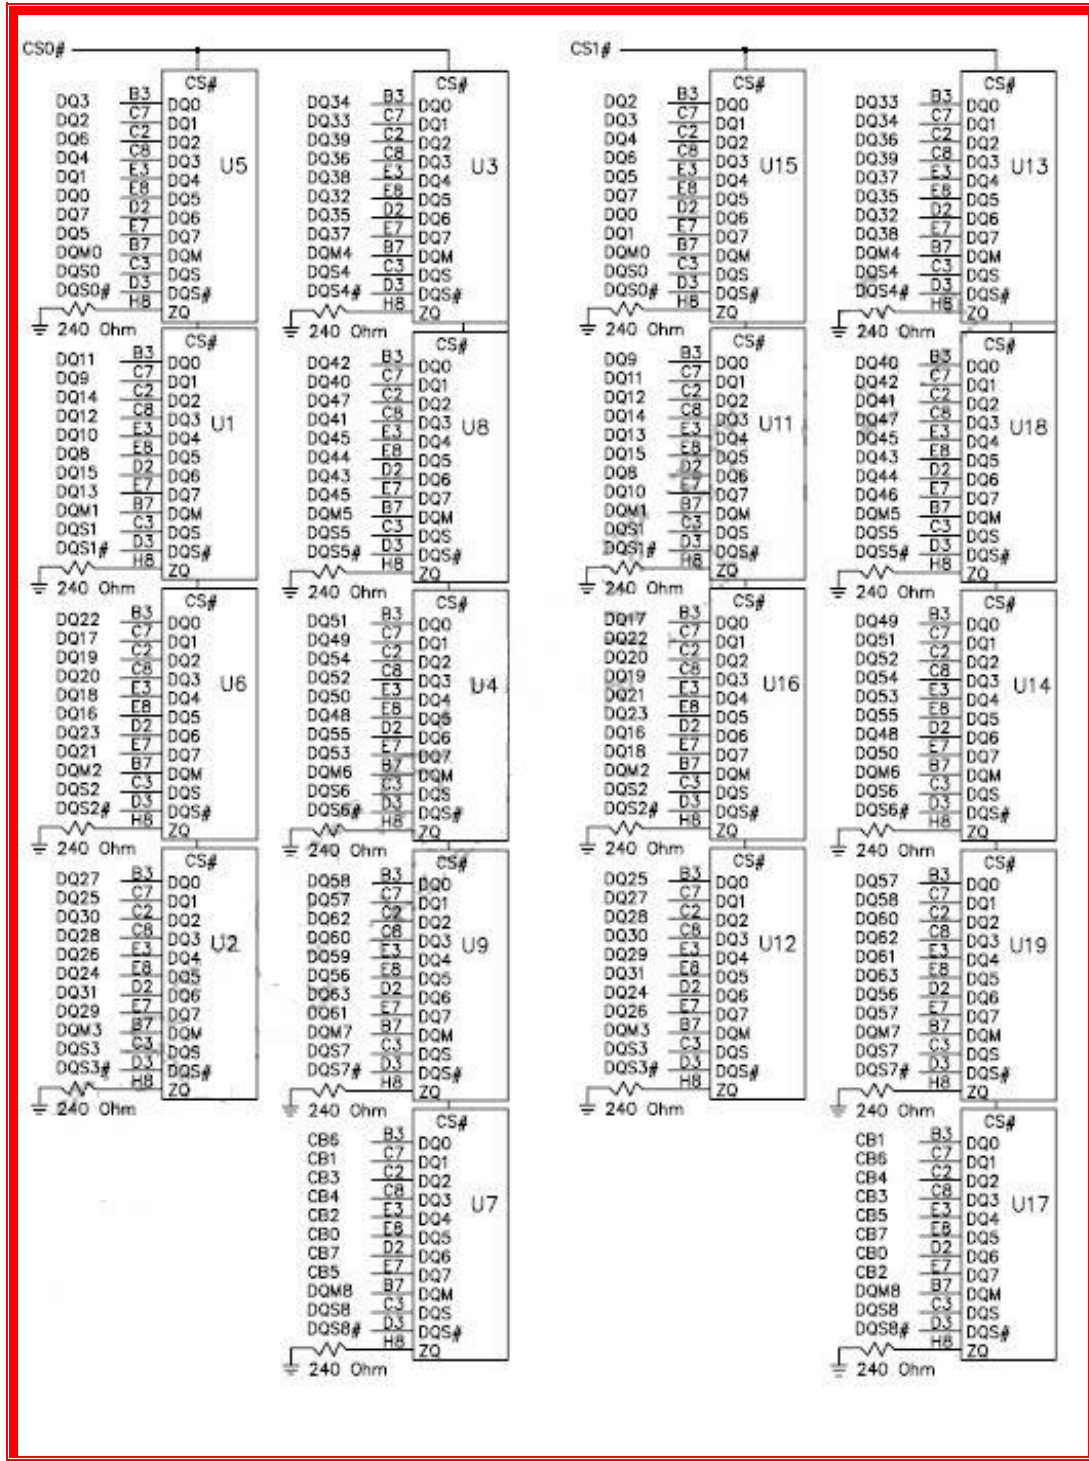 CS0#
CS#
DQ3 B3 DQ0
DQ2 C7 DQ1
DQ6 C2 DQ2
DQ4 C8 DQ3 U5
DQ1 E3 DQ4
DQ0 E8 DQ5
DQ7 D2 DQ6
DQ5 E7 DQ7
DQM0 B7 DQM
DQS0 C3 DQS
DQS0# D3 DQS#
H8 ZQ
240 Ohm
CS#
DQ11 B3 DQ0
DQ9 C7 DQ1
DQ14 C2 DQ2
DQ12 C8 DQ3 U1
DQ10 E3 DQ4
DQ8 E8 DQ5
DQ15 D2 DQ6
DQ13 E7 DQ7
DQM1 B7 DQM
DQS1 C3 DQS
DQS1# D3 DQS#
H8 ZQ
240 Ohm
CS#
DQ22 B3 DQ0
DQ17 C7 DQ1
DQ19 C2 DQ2
DQ20 C8 DQ3 U6
DQ18 E3 DQ4
DQ16 E8 DQ5
DQ23 D2 DQ6
DQ21 E7 DQ7
DQM2 B7 DQM
DQS2 C3 DQS
DQS2# D3 DQS#
H8 ZQ
240 Ohm
CS#
DQ27 B3 DQ0
DQ25 C7 DQ1
DQ30 C2 DQ2
DQ28 C8 DQ3 U2
DQ26 E3 DQ4
DQ24 E8 DQ5
DQ31 D2 DQ6
DQ29 E7 DQ7
DQM3 B7 DQM
DQS3 C3 DQS
DQS3# D3 DQS#
H8 ZQ
240 Ohm
CS#
DQ34 B3 DQ0
DQ33 C7 DQ1
DQ39 C2 DQ2
DQ36 C8 DQ3 U3
DQ38 E3 DQ4
DQ32 E8 DQ5
DQ35 D2 DQ6
DQ37 E7 DQ7
DQM4 B7 DQM
DQS4 C3 DQS
DQS4# D3 DQS#
H8 ZQ
240 Ohm
CS#
DQ42 B3 DQ0
DQ40 C7 DQ1
DQ47 C2 DQ2
DQ41 C8 DQ3 U8
DQ45 E3 DQ4
DQ44 E8 DQ5
DQ43 D2 DQ6
DQ45 E7 DQ7
DQM5 B7 DQM
DQS5 C3 DQS
DQS5# D3 DQS#
H8 ZQ
240 Ohm
CS#
DQ51 B3 DQ0
DQ49 C7 DQ1
DQ54 C2 DQ2
DQ52 C8 DQ3 U4
DQ50 E3 DQ4
DQ48 E8 DQ5
DQ55 D2 DQ6
DQ53 E7 DQ7
DQM6 B7 DQM
DQS6 C3 DQS
DQS6# D3 DQS#
H8 ZQ
240 Ohm
CS#
DQ58 B3 DQ0
DQ57 C7 DQ1
DQ62 C2 DQ2
DQ60 C8 DQ3 U9
DQ59 E3 DQ4
DQ56 E8 DQ5
DQ63 D2 DQ6
DQ61 E7 DQ7
DQM7 B7 DQM
DQS7 C3 DQS
DQS7# D3 DQS#
H8 ZQ
240 Ohm
CS#
CB6 B3 DQ0
CB1 C7 DQ1
CB3 C2 DQ2
CB4 C8 DQ3 U7
CB2 E3 DQ4
CB0 E8 DQ5
CB7 D2 DQ6
CB5 E7 DQ7
DQM8 B7 DQM
DQS8 C3 DQS
DQS8# D3 DQS#
H8 ZQ
240 Ohm
CS1#
CS#
DQ2 B3 DQ0
DQ3 C7 DQ1
DQ4 C2 DQ2
DQ6 C8 DQ3 U15
DQ5 E3 DQ4
DQ7 E8 DQ5
DQ0 D2 DQ6
DQ1 E7 DQ7
DQM0 B7 DQM
DQS0 C3 DQS
DQS0# D3 DQS#
H8 ZQ
240 Ohm
CS#
DQ9 B3 DQ0
DQ11 C7 DQ1
DQ12 C2 DQ2
DQ14 C8 DQ3 U11
DQ13 E3 DQ4
DQ15 E8 DQ5
DQ8 D2 DQ6
DQ10 E7 DQ7
DQM1 B7 DQM
DQS1 C3 DQS
DQS1# D3 DQS#
H8 ZQ
240 Ohm
CS#
DQ17 B3 DQ0
DQ22 C7 DQ1
DQ20 C2 DQ2
DQ19 C8 DQ3 U16
DQ21 E3 DQ4
DQ23 E8 DQ5
DQ16 D2 DQ6
DQ18 E7 DQ7
DQM2 B7 DQM
DQS2 C3 DQS
DQS2# D3 DQS#
H8 ZQ
240 Ohm
CS#
DQ25 B3 DQ0
DQ27 C7 DQ1
DQ28 C2 DQ2
DQ30 C8 DQ3 U12
DQ29 E3 DQ4
DQ31 E8 DQ5
DQ24 D2 DQ6
DQ26 E7 DQ7
DQM3 B7 DQM
DQS3 C3 DQS
DQS3# D3 DQS#
H8 ZQ
240 Ohm
CS#
DQ33 B3 DQ0
DQ34 C7 DQ1
DQ36 C2 DQ2
DQ39 C8 DQ3 U13
DQ37 E3 DQ4
DQ35 E8 DQ5
DQ32 D2 DQ6
DQ38 E7 DQ7
DQM4 B7 DQM
DQS4 C3 DQS
DQS4# D3 DQS#
H8 ZQ
240 Ohm
CS#
DQ40 B3 DQ0
DQ42 C7 DQ1
DQ41 C2 DQ2
DQ47 C8 DQ3 U18
DQ45 E3 DQ4
DQ43 E8 DQ5
DQ44 D2 DQ6
DQ46 E7 DQ7
DQM5 B7 DQM
DQS5 C3 DQS
DQS5# D3 DQS#
H8 ZQ
240 Ohm
CS#
DQ49 B3 DQ0
DQ51 C7 DQ1
DQ52 C2 DQ2
DQ54 C8 DQ3 U14
DQ53 E3 DQ4
DQ55 E8 DQ5
DQ48 D2 DQ6
DQ50 E7 DQ7
DQM6 B7 DQM
DQS6 C3 DQS
DQS6# D3 DQS#
H8 ZQ
240 Ohm
CS#
DQ57 B3 DQ0
DQ58 C7 DQ1
DQ60 C2 DQ2
DQ62 C8 DQ3 U19
DQ61 E3 DQ4
DQ63 E8 DQ5
DQ56 D2 DQ6
DQ57 E7 DQ7
DQM7 B7 DQM
DQS7 C3 DQS
DQS7# D3 DQS#
H8 ZQ
240 Ohm
CS#
CB1 B3 DQ0
CB6 C7 DQ1
CB4 C2 DQ2
CB3 C8 DQ3 U17
CB5 E3 DQ4
CB7 E8 DQ5
CB0 D2 DQ6
CB2 E7 DQ7
DQM8 B7 DQM
DQS8 C3 DQS
DQS8# D3 DQS#
H8 ZQ
240 Ohm